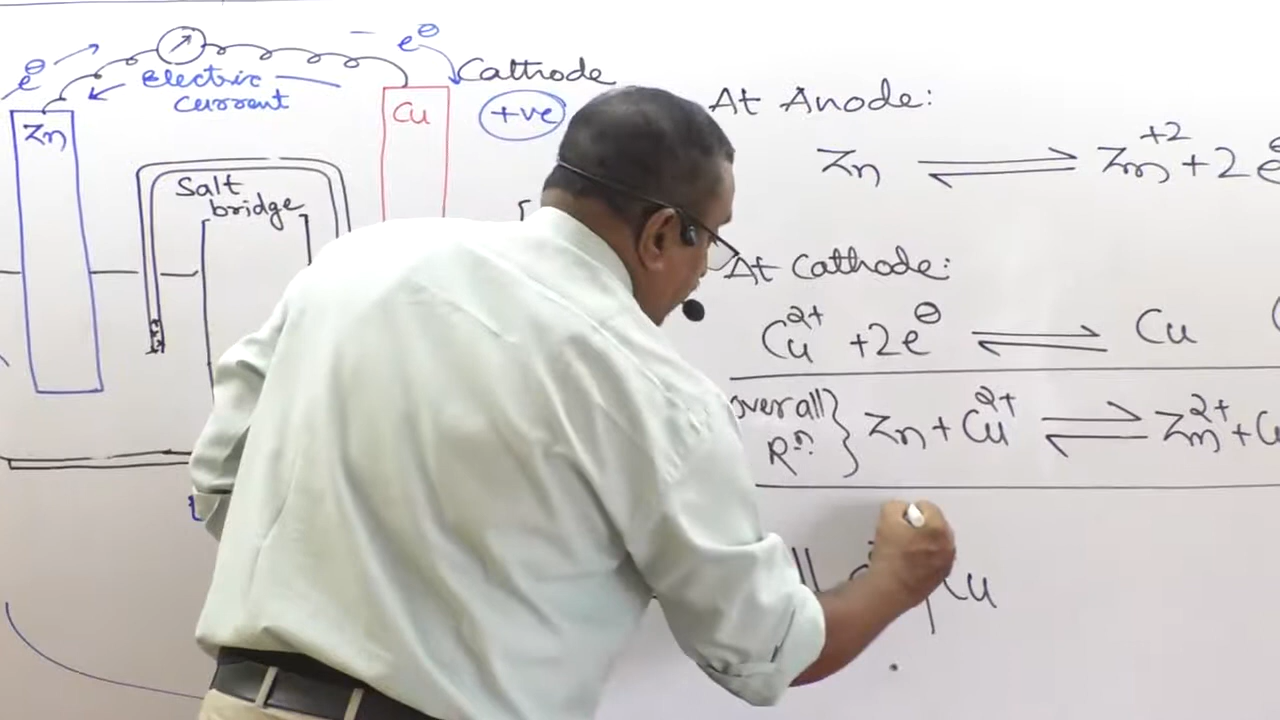 e⊖
Electric
Current
e⊖
Cathode
+ve
Zn
Cu
Salt
bridge
At Anode:
Zn ⇌ Zn+2 + 2e⊖
At Cathode:
Cu2+ + 2e⊖ ⇌ Cu
overall
Rn
Zn + Cu2+ ⇌ Zn2+ +
|| | Cu